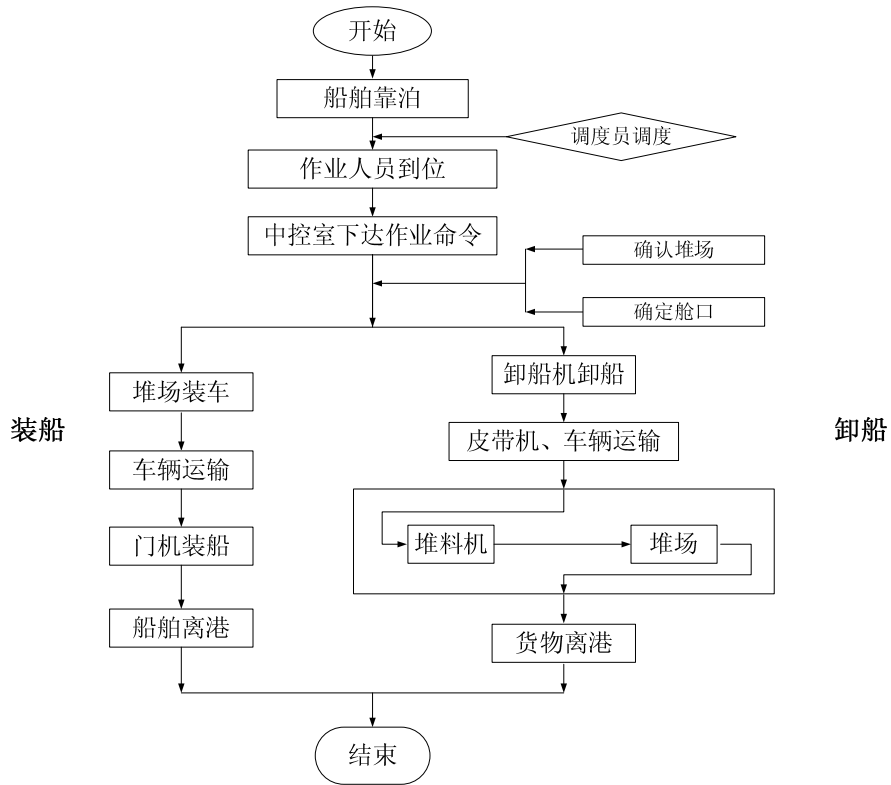 开始
船舶靠泊
调度员调度
作业人员到位
中控室下达作业命令
确认堆场
确定舱口
装船
堆场装车
车辆运输
门机装船
船舶离港
卸船
卸船机卸船
皮带机、车辆运输
堆料机
堆场
货物离港
结束